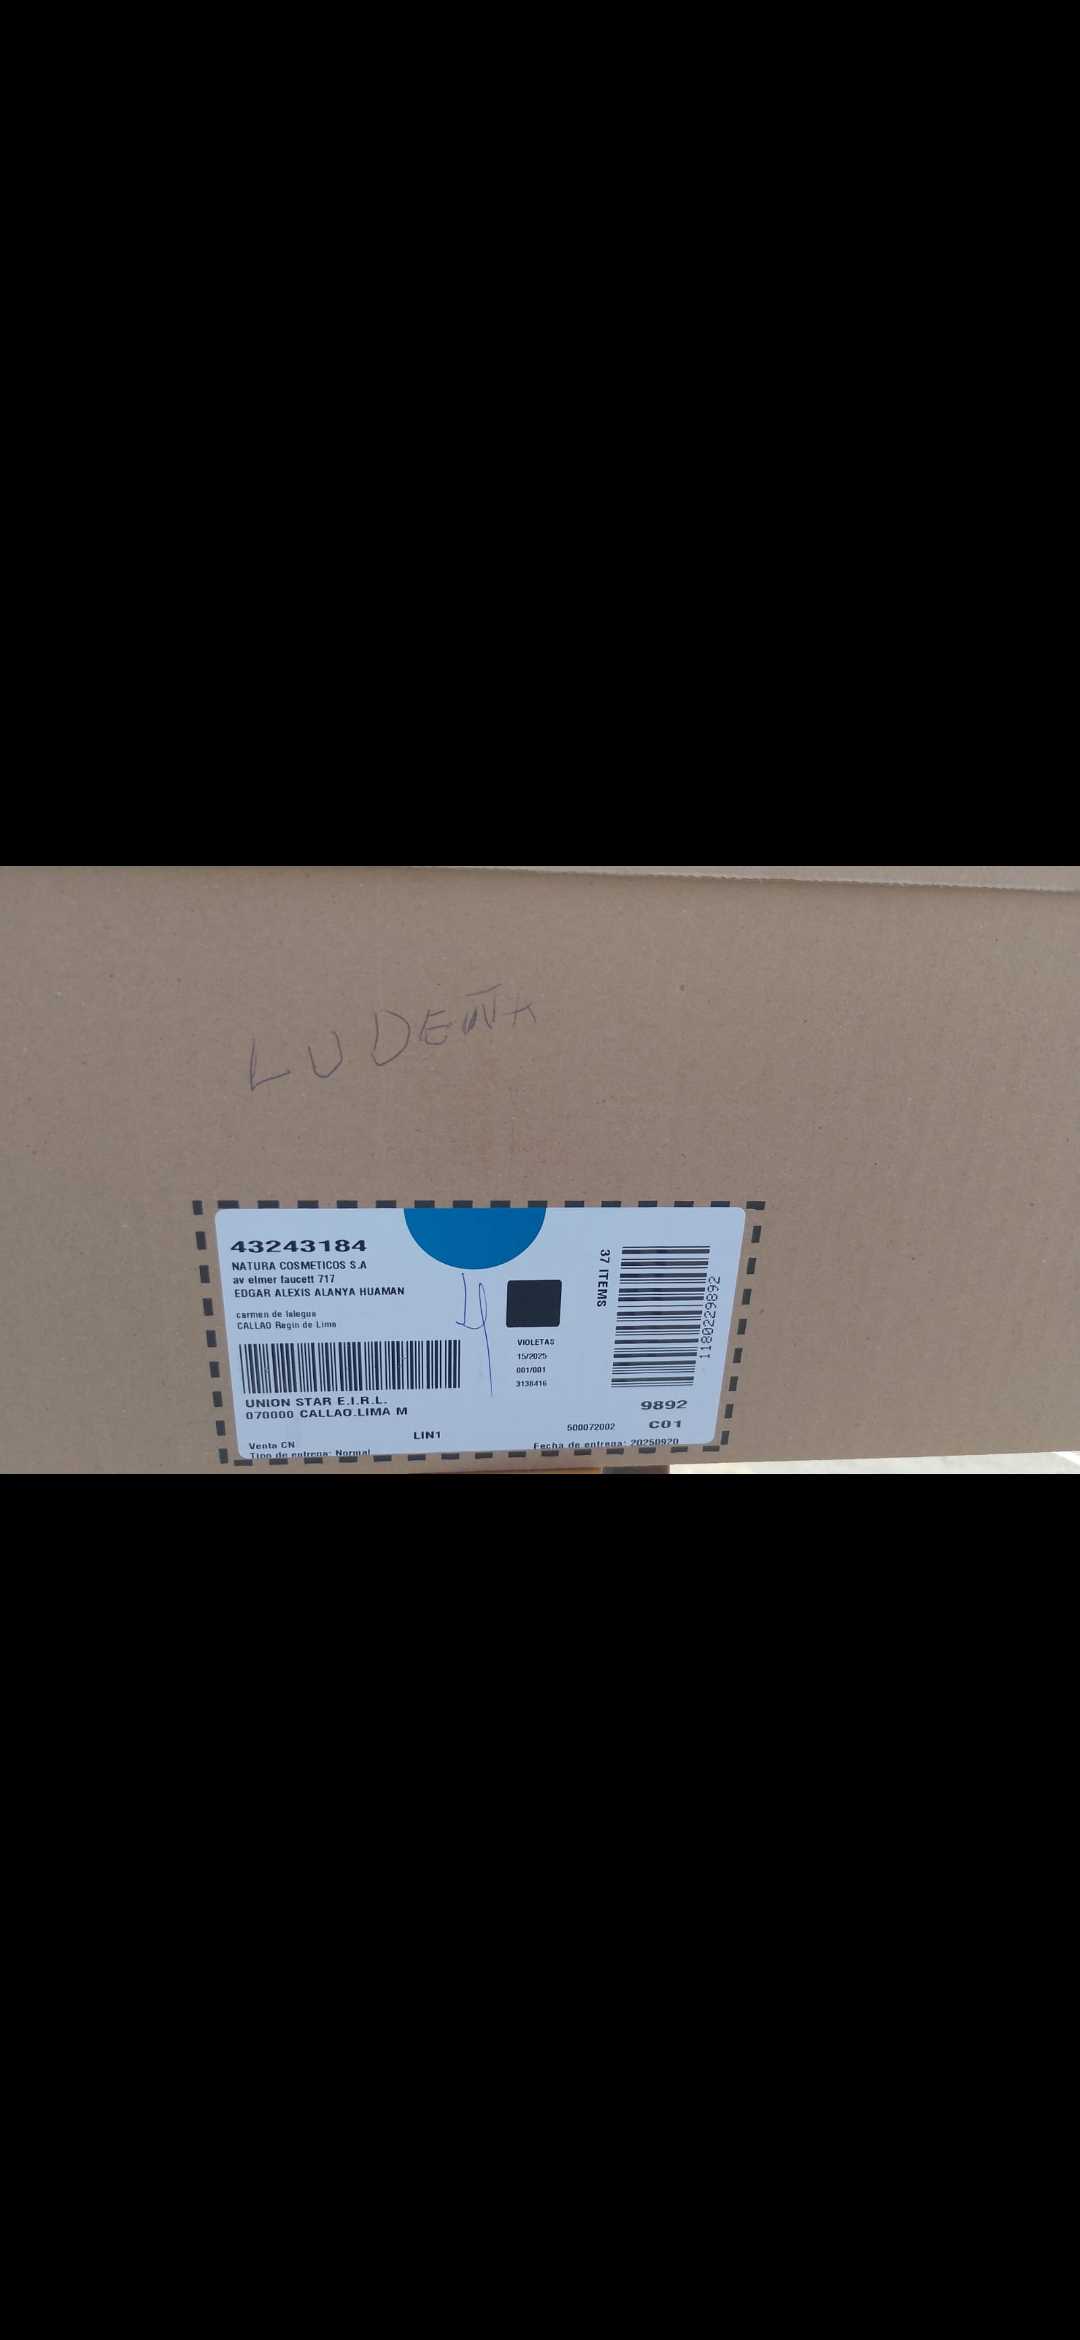 LUDEÑA
43243184
NATURA COSMETICOS S.A
av elmer faucett 717
EDGAR ALEXIS ALANYA HUAMAN
carmen de lalegua
CALLAO Regin de Lima
UNION STAR E.I.R.L.
070000 CALLAO.LIMA M
LIN1
Venta CN
Tipo de entrega: Normal
VIOLETAS
15/2025
001/001
3138416
37 ITEMS
1180229892
9892
500072002
C01
Fecha de entrega: 20250920